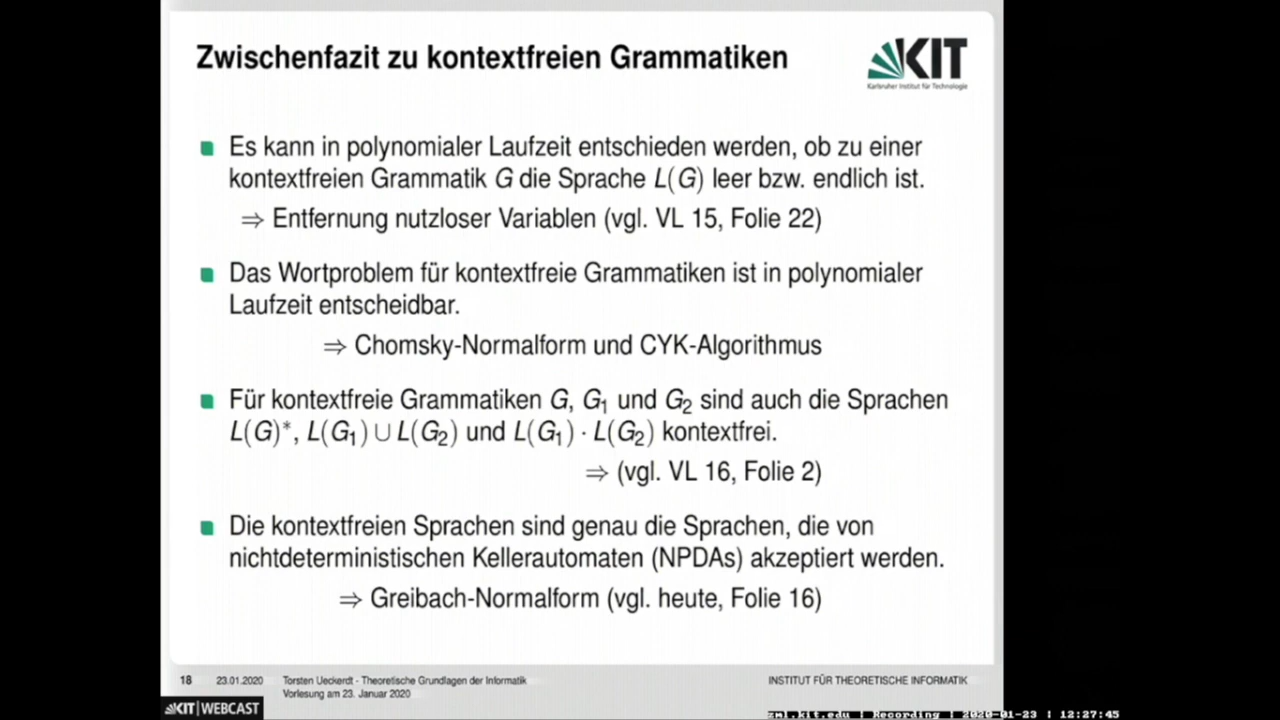 Zwischenfazit zu kontextfreien Grammatiken
KIT
Karlsruher Institut für Technologie
Es kann in polynomialer Laufzeit entschieden werden, ob zu einer
kontextfreien Grammatik G die Sprache L(G) leer bzw. endlich ist.
⇒ Entfernung nutzloser Variablen (vgl. VL 15, Folie 22)
Das Wortproblem für kontextfreie Grammatiken ist in polynomialer
Laufzeit entscheidbar.
⇒ Chomsky-Normalform und CYK-Algorithmus
Für kontextfreie Grammatiken G, G₁ und G₂ sind auch die Sprachen
L(G)*, L(G₁) ∪ L(G₂) und L(G₁) · L(G₂) kontextfrei.
⇒ (vgl. VL 16, Folie 2)
Die kontextfreien Sprachen sind genau die Sprachen, die von
nichtdeterministischen Kellerautomaten (NPDAs) akzeptiert werden.
⇒ Greibach-Normalform (vgl. heute, Folie 16)
18 23.01.2020 Torsten Ueckerdt - Theoretische Grundlagen der Informatik INSTITUT FÜR THEORETISCHE INFORMATIK
Vorlesung am 23. Januar 2020
KIT | WEBCAST
zml.kit.edu | Recording | 2020-01-23 | 12:27:45